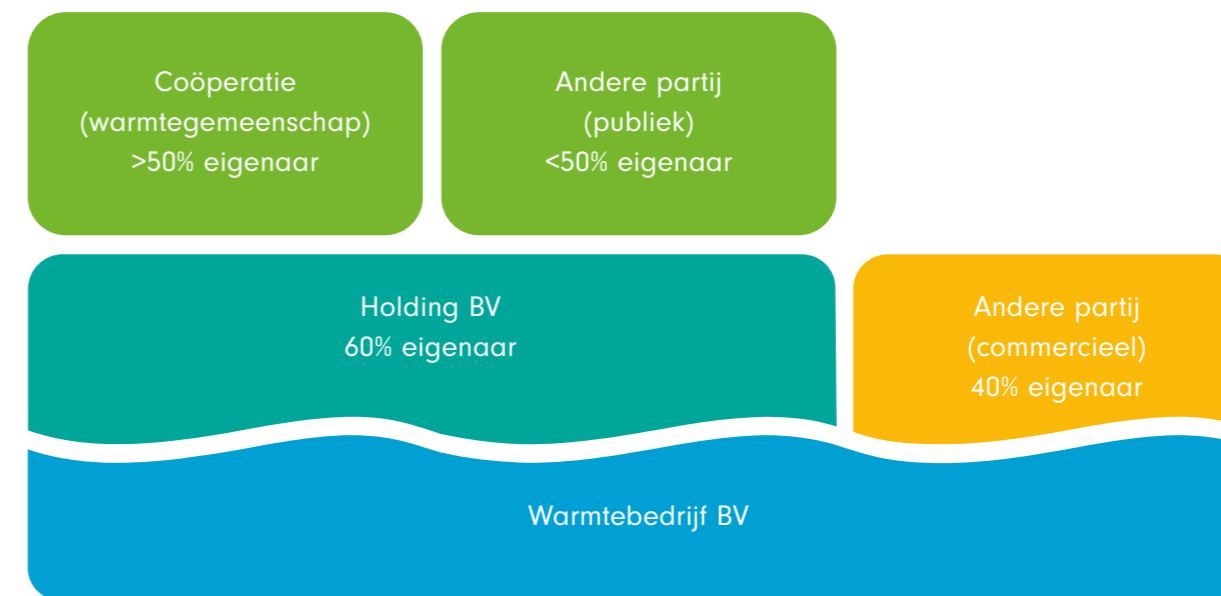 Coöperatie
(warmtegemeenschap)
>50% eigenaar
Andere partij
(publiek)
<50% eigenaar
Holding BV
60% eigenaar
Andere partij
(commercieel)
40% eigenaar
Warmtebedrijf BV